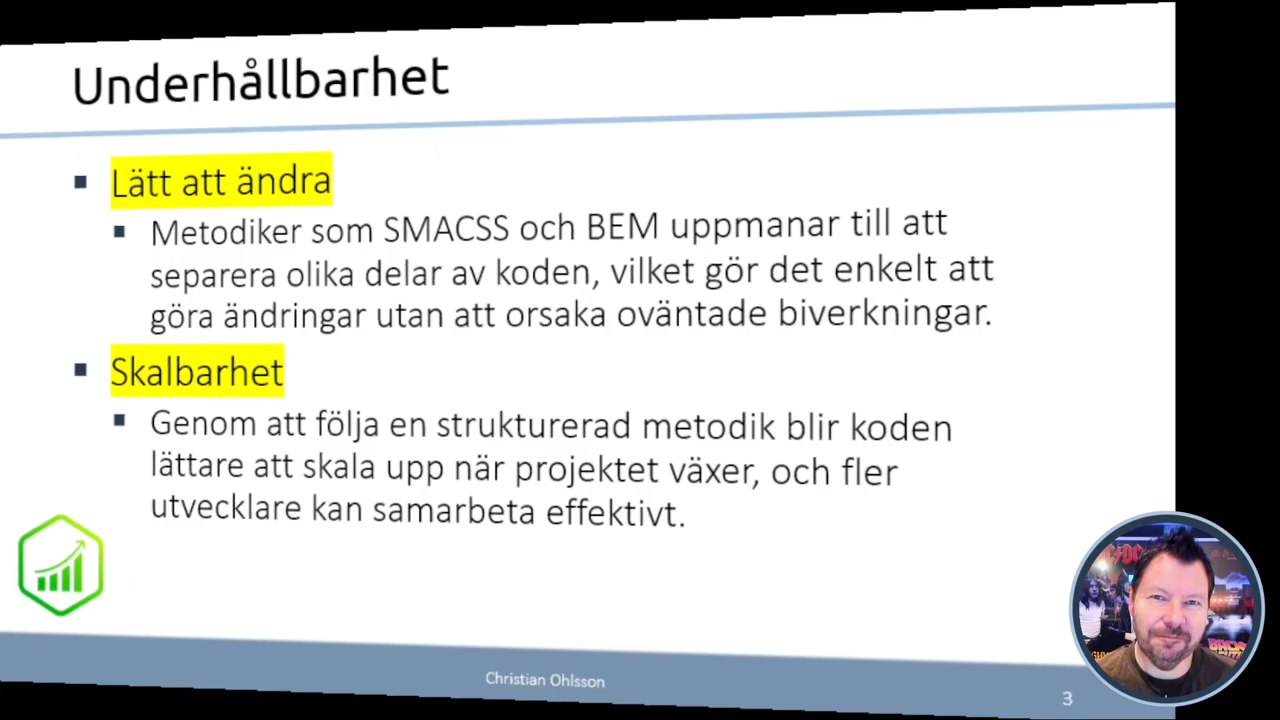 Underhållbarhet
Lätt att ändra
Metodiker som SMACSS och BEM uppmanar till att
separera olika delar av koden, vilket gör det enkelt att
göra ändringar utan att orsaka oväntade biverkningar.
Skalbarhet
Genom att följa en strukturerad metodik blir koden
lättare att skala upp när projektet växer, och fler
utvecklare kan samarbeta effektivt.
Christian Ohlsson
3